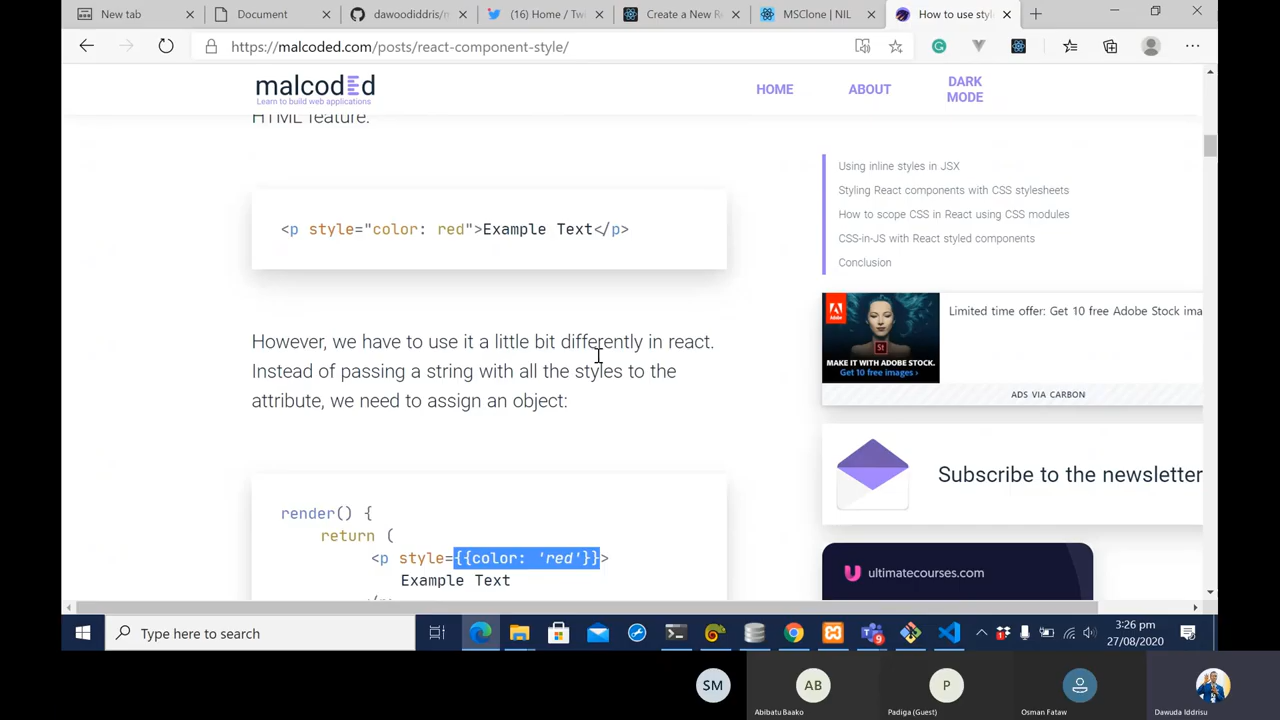 New tab
Document
dawoodiddris/m
(16) Home / Tw
Create a New R
MSClone | NIL
How to use styl
https://malcoded.com/posts/react-component-style/
malcoded
Learn to build web applications
HOME
ABOUT
DARK
MODE
HTML feature.
<p style="color: red">Example Text</p>
However, we have to use it a little bit differently in react.
Instead of passing a string with all the styles to the
attribute, we need to assign an object:
render() {
return (
<p style={{color: 'red'}}>
Example Text
Using inline styles in JSX
Styling React components with CSS stylesheets
How to scope CSS in React using CSS modules
CSS-in-JS with React styled components
Conclusion
Limited time offer: Get 10 free Adobe Stock ima
Adobe
St
MAKE IT WITH ADOBE STOCK.
Get 10 free images ›
ADS VIA CARBON
Subscribe to the newsletter
ultimatecourses.com
Type here to search
9
3:26 pm
27/08/2020
SM
AB
P
Abibatu Baako
Padiga (Guest)
Osman Fataw
Dawuda Iddrisu